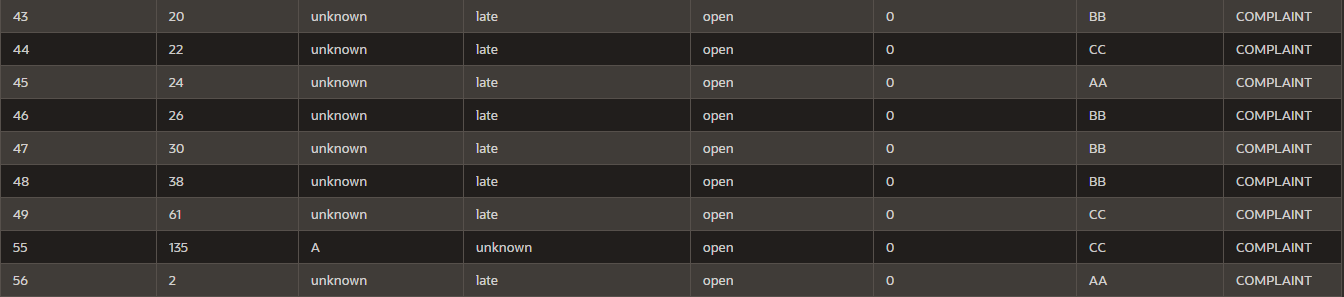 43 20 unknown late open 0 BB COMPLAINT
44 22 unknown late open 0 CC COMPLAINT
45 24 unknown late open 0 AA COMPLAINT
46 26 unknown late open 0 BB COMPLAINT
47 30 unknown late open 0 BB COMPLAINT
48 38 unknown late open 0 BB COMPLAINT
49 61 unknown late open 0 CC COMPLAINT
55 135 A unknown open 0 CC COMPLAINT
56 2 unknown late open 0 AA COMPLAINT